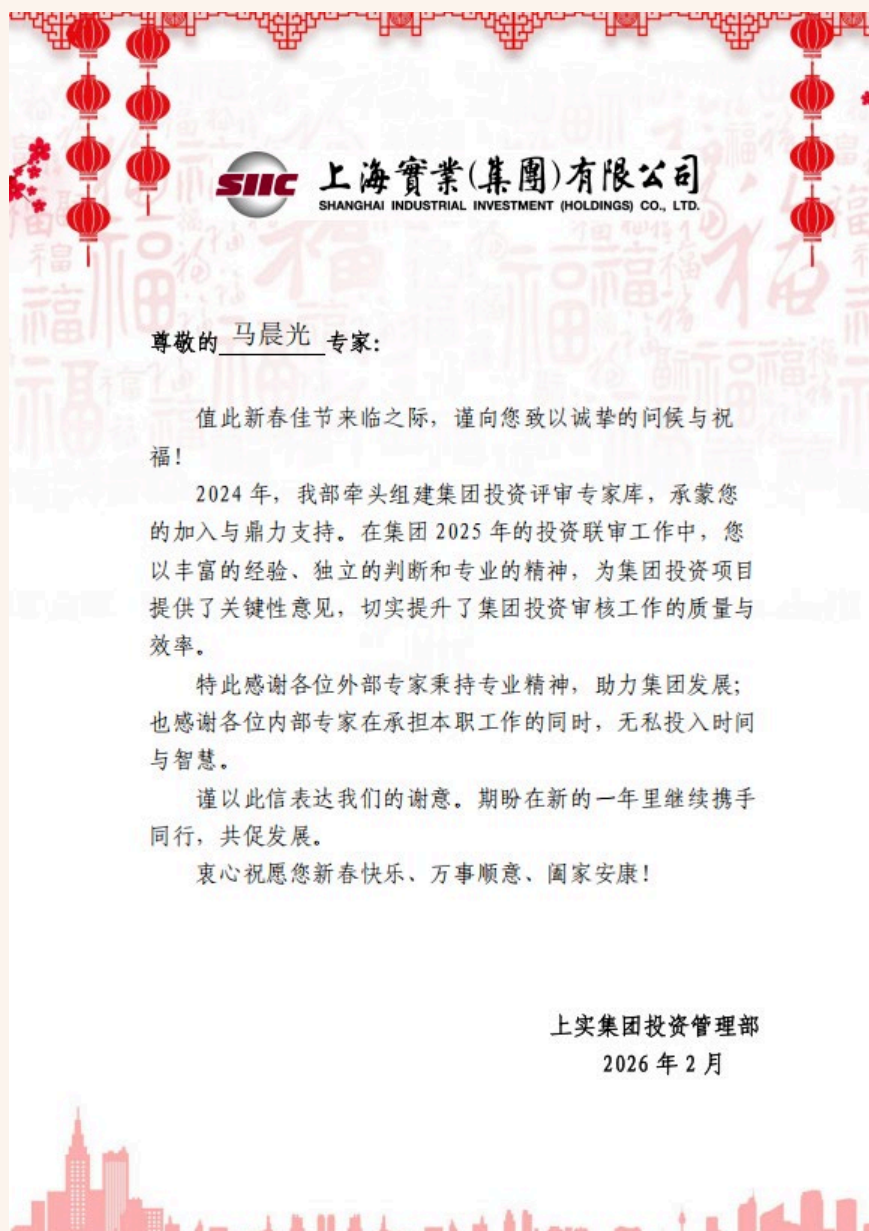 SIIC 上海實業(集團)有限公司
SHANGHAI INDUSTRIAL INVESTMENT (HOLDINGS) CO., LTD.
尊敬的 马晨光 专家:
值此新春佳节来临之际，谨向您致以诚挚的问候与祝
福!
2024 年，我部牵头组建集团投资评审专家库，承蒙您
的加入与鼎力支持。在集团 2025 年的投资联审工作中，您
以丰富的经验、独立的判断和专业的精神，为集团投资项目
提供了关键性意见，切实提升了集团投资审核工作的质量与
效率。
特此感谢各位外部专家秉持专业精神，助力集团发展;
也感谢各位内部专家在承担本职工作的同时，无私投入时间
与智慧。
谨以此信表达我们的谢意。期盼在新的一年里继续携手
同行，共促发展。
衷心祝愿您新春快乐、万事顺意、阖家安康!
上实集团投资管理部
2026 年 2 月